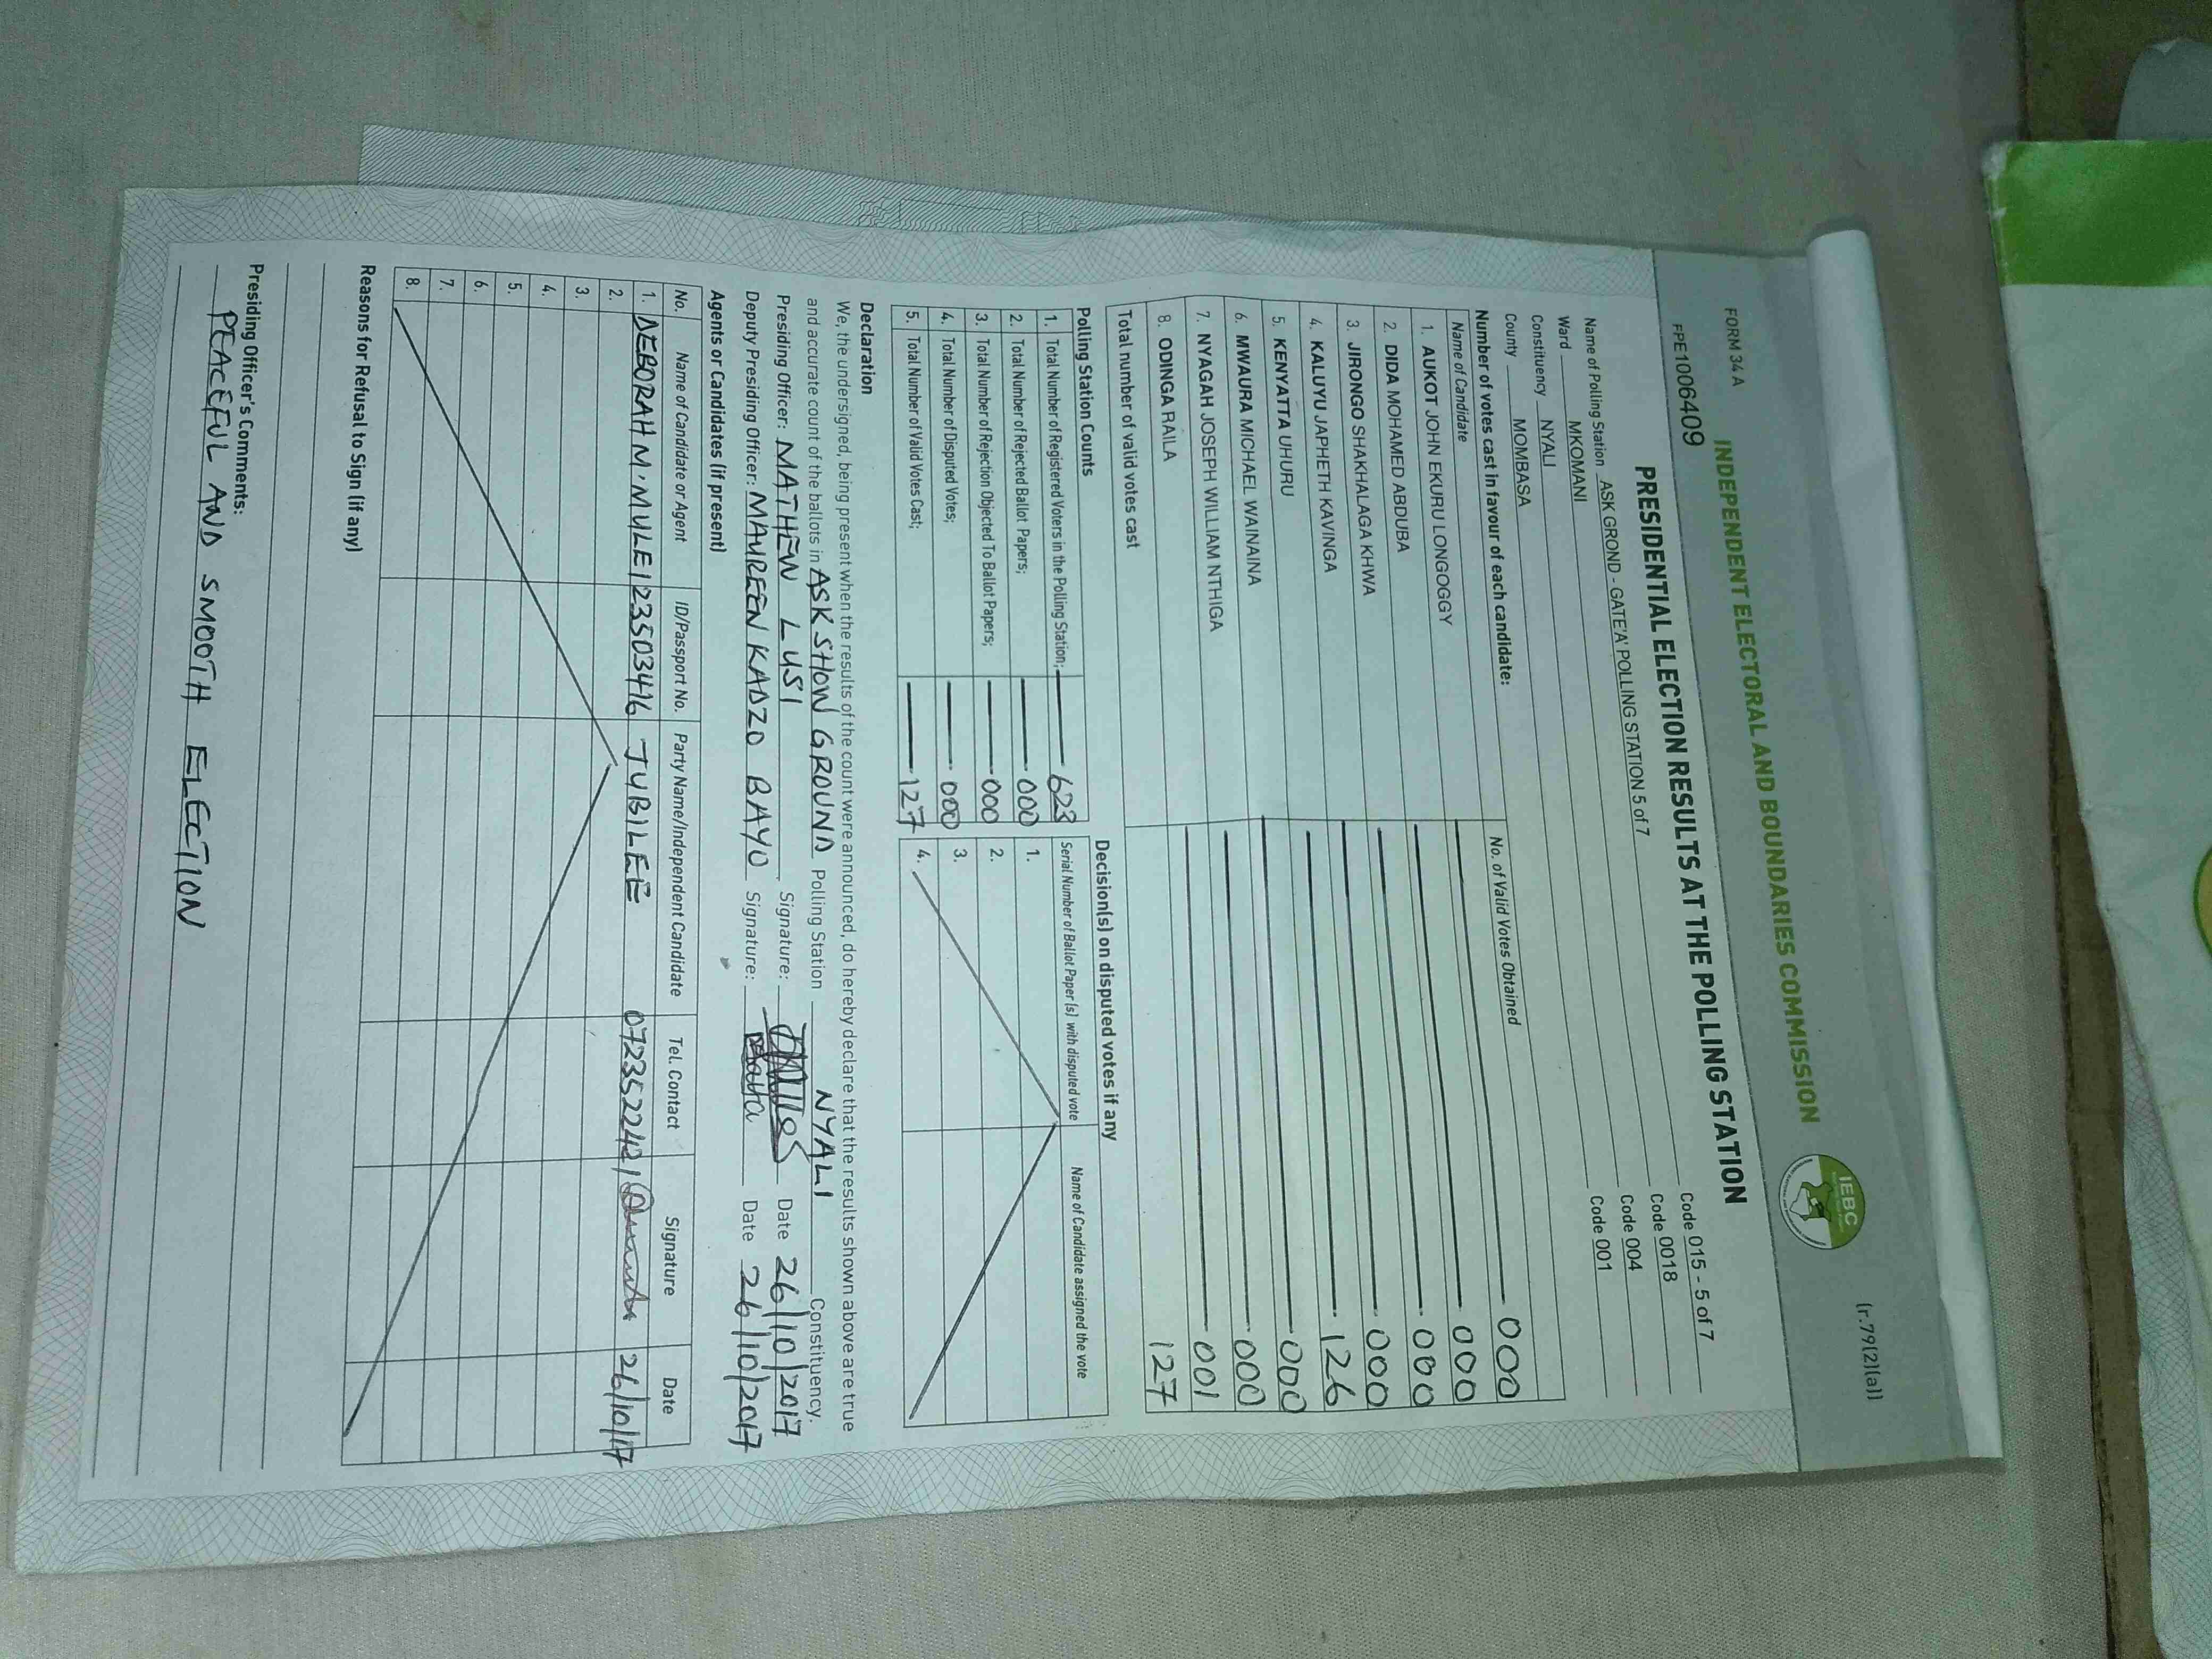 FORM 34 A
(r.79(2)(a))
INDEPENDENT ELECTORAL AND BOUNDARIES COMMISSION
IEBC
FPE1006409
PRESIDENTIAL ELECTION RESULTS AT THE POLLING STATION
Name of Polling Station ASK GROND - GATE'A' POLLING STATION 5 of 7 Code 015 - 5 of 7
Ward MKOMANI Code 0018
Constituency NYALI Code 004
County MOMBASA Code 001
Number of votes cast in favour of each candidate:
Name of Candidate No. of Valid Votes Obtained
1. AUKOT JOHN EKURU LONGOGGY 000
2. DIDA MOHAMED ABDUBA 000
3. JIRONGO SHAKHALAGA KHWA 000
4. KALUYU JAPHETH KAVINGA 000
5. KENYATTA UHURU 126
6. MWAURA MICHAEL WAINAINA 000
7. NYAGAH JOSEPH WILLIAM NTHIGA 000
8. ODINGA RAILA 001
Total number of valid votes cast 127
Polling Station Counts
1. Total Number of Registered Voters in the Polling Station; 623
2. Total Number of Rejected Ballot Papers; 000
3. Total Number of Rejection Objected To Ballot Papers; 000
4. Total Number of Disputed Votes; 000
5. Total Number of Valid Votes Cast; 127
Decision(s) on disputed votes if any
Serial Number of Ballot Paper (s) with disputed vote Name of Candidate assigned the vote
1.
2.
3.
4.
Declaration
We, the undersigned, being present when the results of the count were announced, do hereby declare that the results shown above are true
and accurate count of the ballots in ASK SHOW GROUND Polling Station NYALI Constituency.
Presiding Officer: MATHEW LUSI Signature: Date 26/10/2017
Deputy Presiding Officer: MAUREEN KADZO BAYO Signature: Date 26/10/2017
Agents or Candidates (if present)
No. Name of Candidate or Agent ID/Passport No. Party Name/Independent Candidate Tel. Contact Signature Date
1. DEBORAH M. MULE 23503416 JUBILEE 26/10/17
2.
3.
4.
5.
6.
7.
8.
Reasons for Refusal to Sign (if any)
Presiding Officer's Comments:
PEACEFUL AND SMOOTH ELECTION